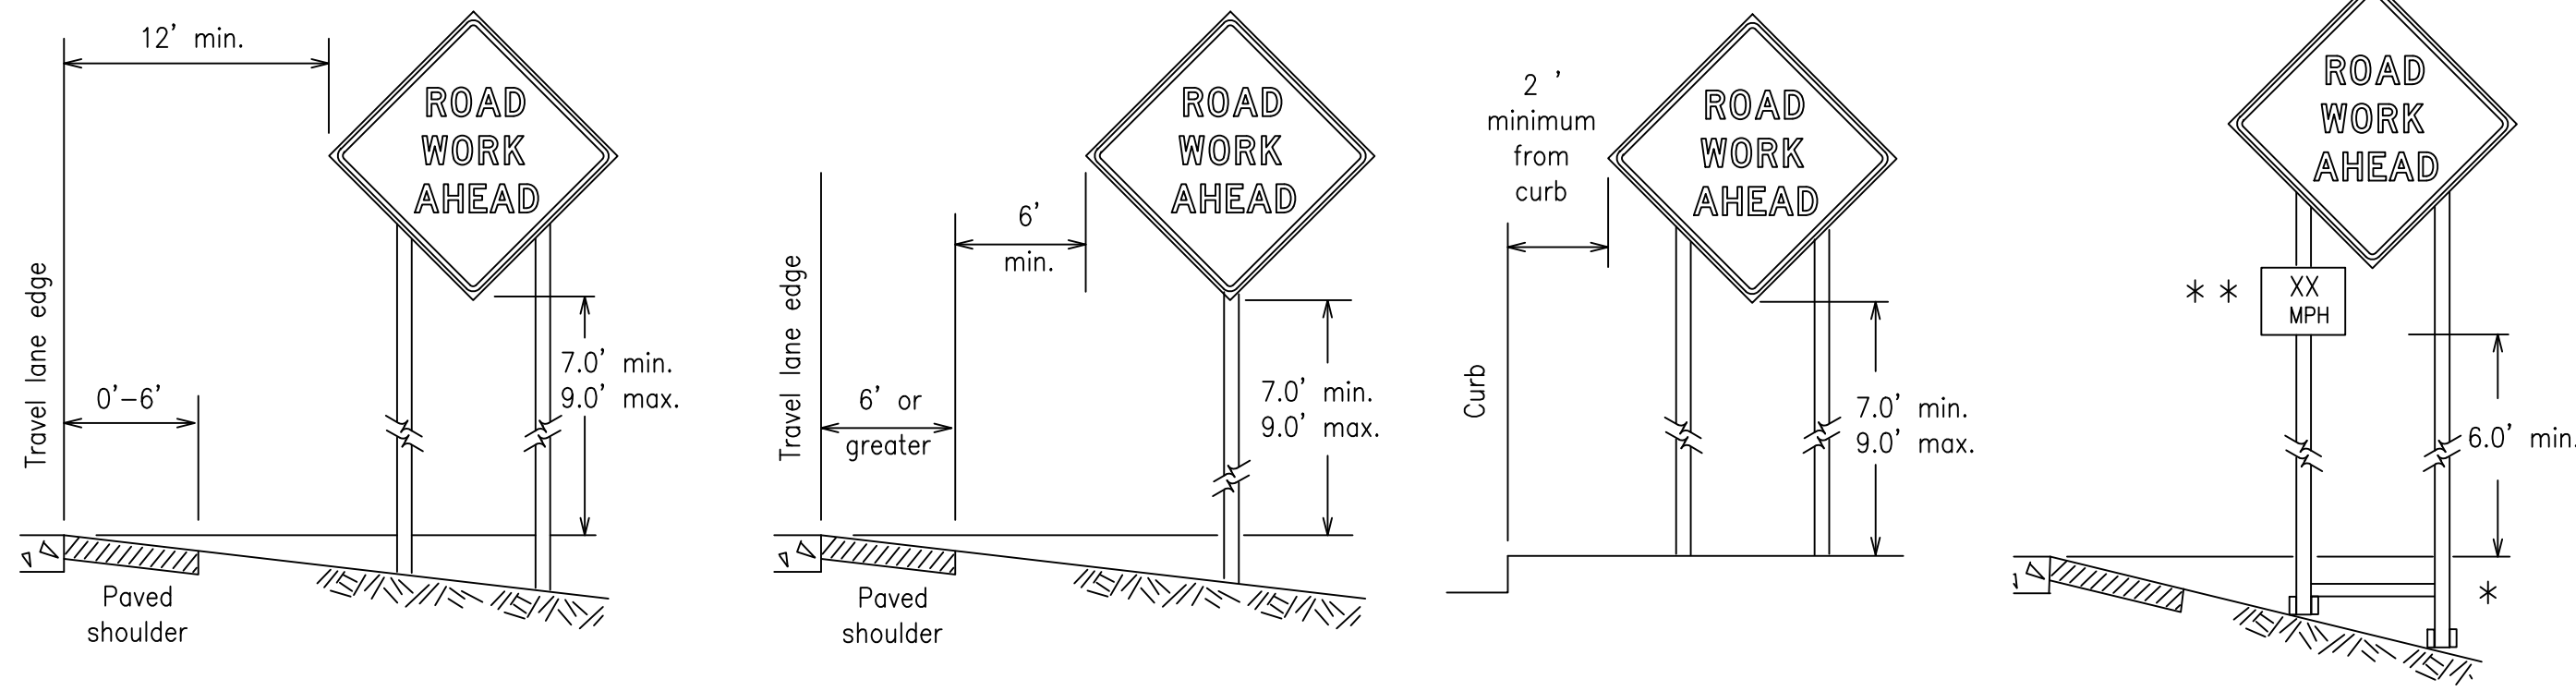 12' min.
ROAD
WORK
AHEAD
Travel lane edge
0'–6'
7.0' min.
9.0' max.
Paved
shoulder
ROAD
WORK
AHEAD
Travel lane edge
6'
min.
6' or
greater
7.0' min.
9.0' max.
Paved
shoulder
2 '
minimum
from
curb
ROAD
WORK
AHEAD
Curb
7.0' min.
9.0' max.
ROAD
WORK
AHEAD
* *
XX
MPH
6.0' min.
*